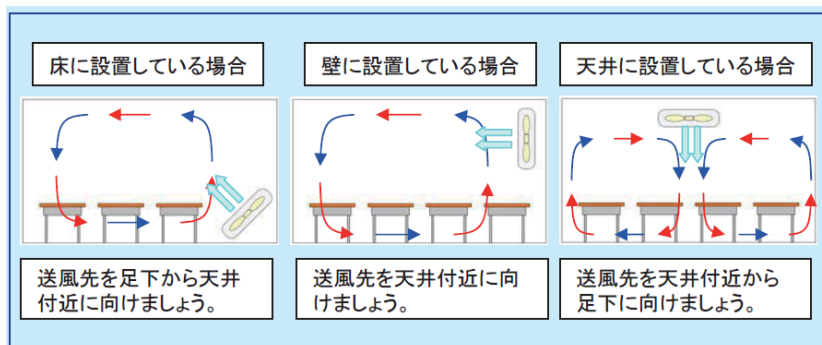 床に設置している場合
壁に設置している場合
天井に設置している場合
送風先を足下から天井
付近に向けましょう。
送風先を天井付近に向
けましょう。
送風先を天井付近から
足下に向けましょう。